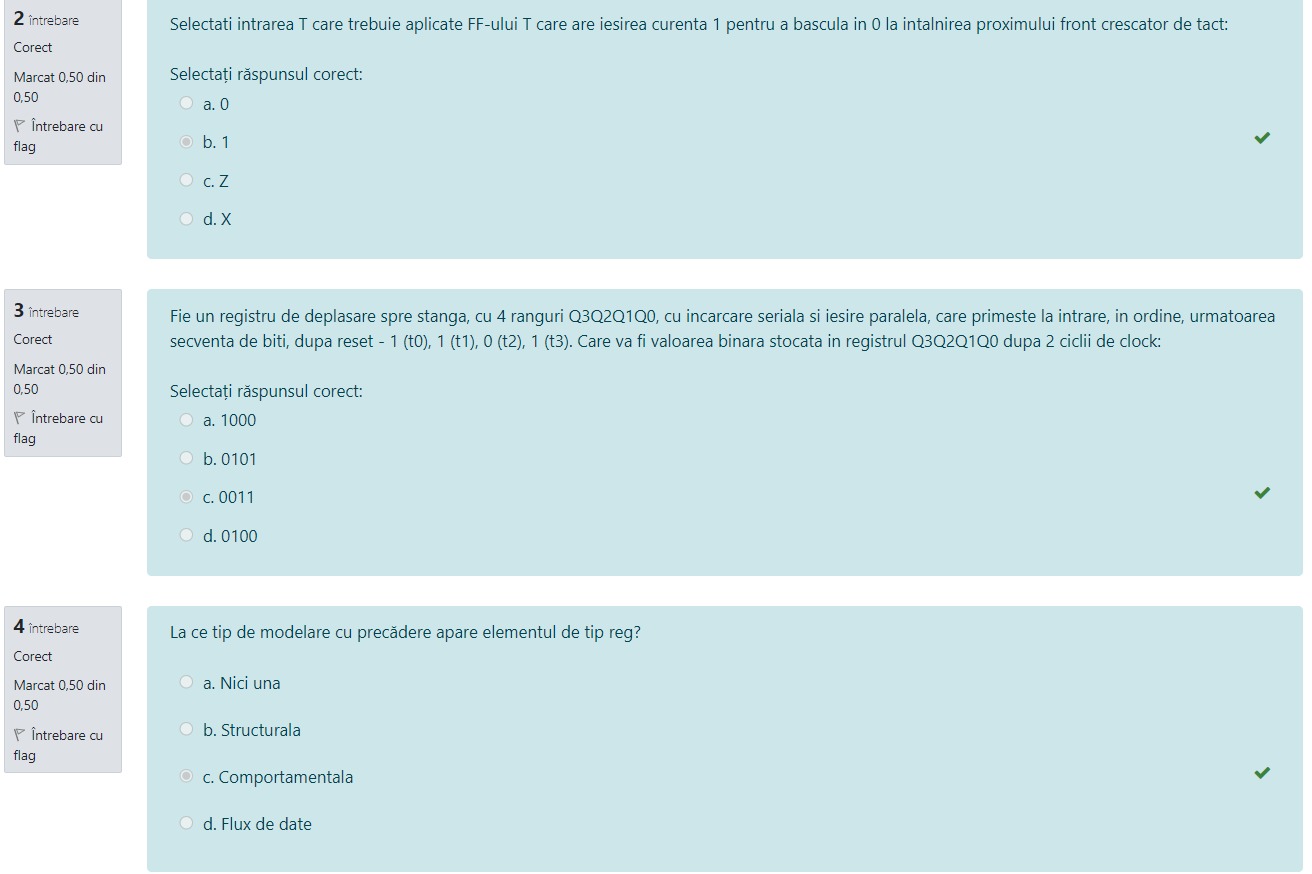 2 întrebare
Corect
Marcat 0,50 din
0,50
Întrebare cu
flag
Selectati intrarea T care trebuie aplicate FF-ului T care are iesirea curenta 1 pentru a bascula in 0 la intalnirea proximului front crescator de tact:
Selectați răspunsul corect:
a. 0
b. 1
c. Z
d. X
3 întrebare
Corect
Marcat 0,50 din
0,50
Întrebare cu
flag
Fie un registru de deplasare spre stanga, cu 4 ranguri Q3Q2Q1Q0, cu incarcare seriala si iesire paralela, care primeste la intrare, in ordine, urmatoarea
secventa de biti, dupa reset - 1 (t0), 1 (t1), 0 (t2), 1 (t3). Care va fi valoarea binara stocata in registrul Q3Q2Q1Q0 dupa 2 ciclii de clock:
Selectați răspunsul corect:
a. 1000
b. 0101
c. 0011
d. 0100
4 întrebare
Corect
Marcat 0,50 din
0,50
Întrebare cu
flag
La ce tip de modelare cu precădere apare elementul de tip reg?
a. Nici una
b. Structurala
c. Comportamentala
d. Flux de date